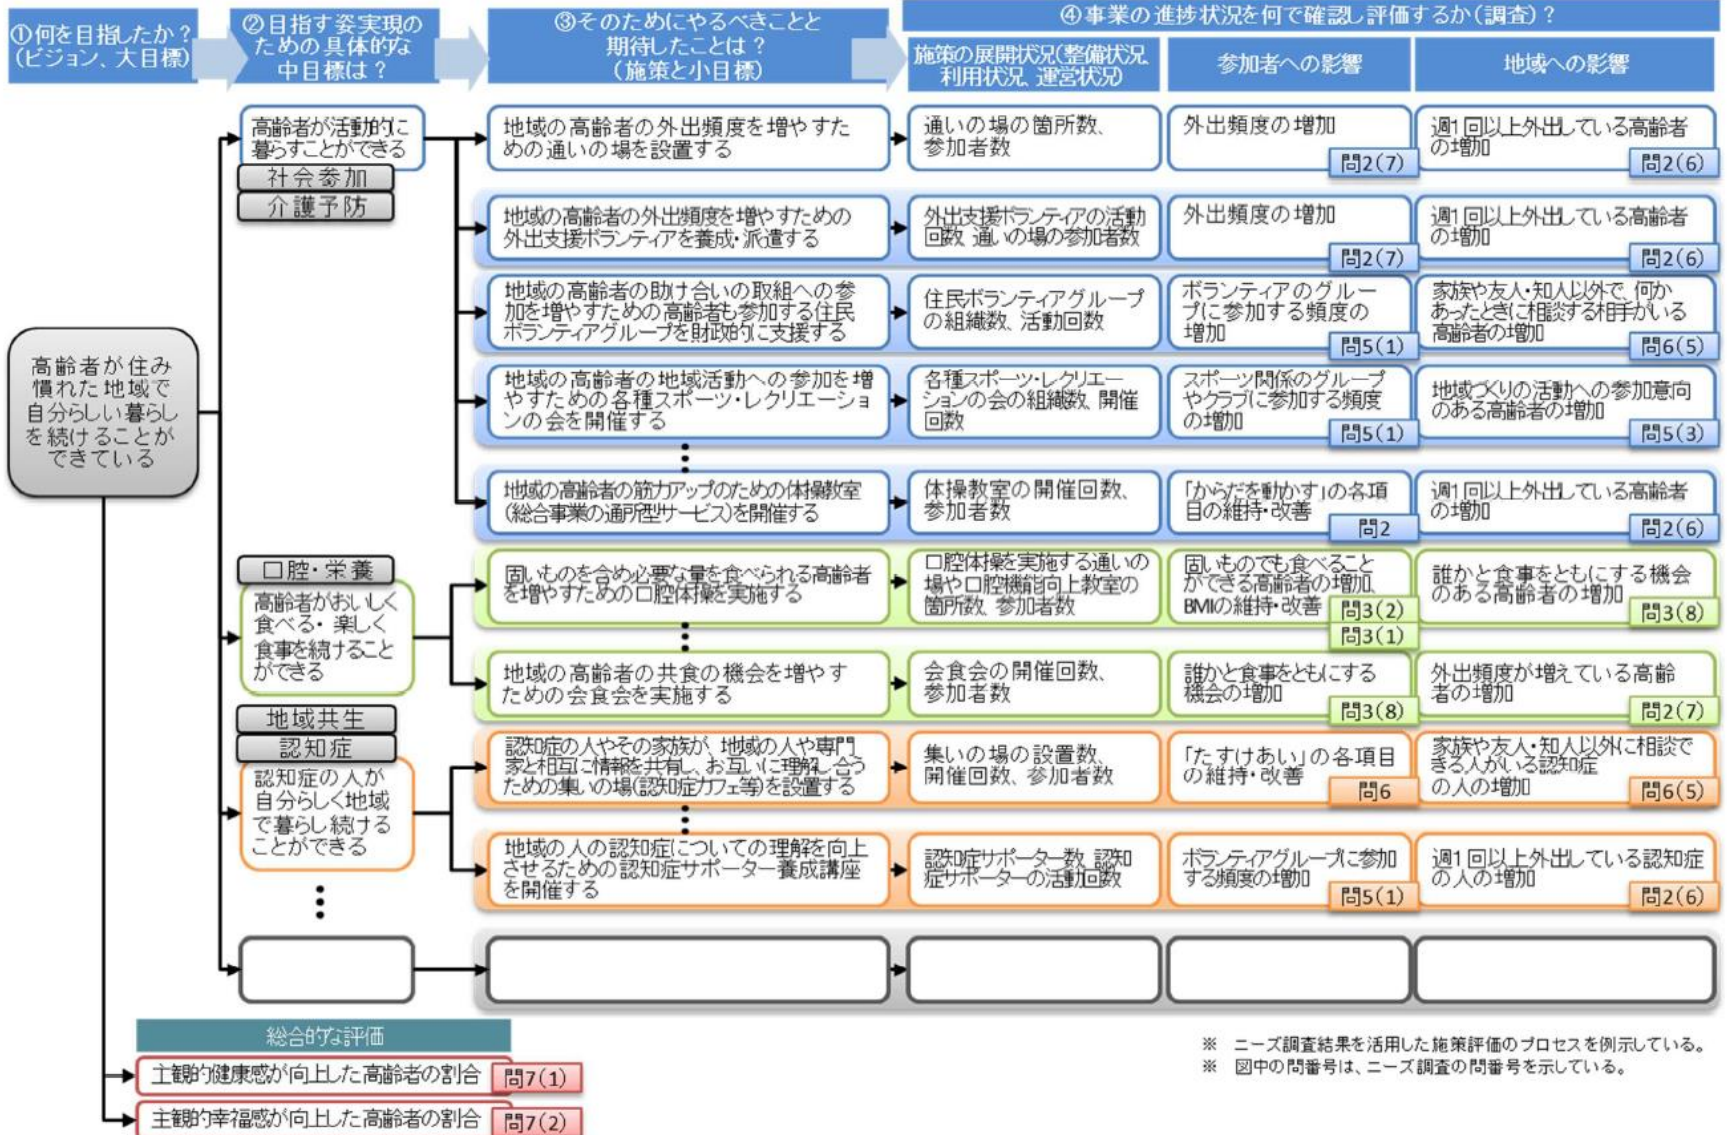 ①何を目指したか？
(ビジョン、大目標)
②目指す姿実現の
ための具体的な
中目標は？
③そのためにやるべきことと
期待したことは？
(施策と小目標)
④事業の進捗状況を何で確認し評価するか(調査)？
施策の展開状況(整備状況、
利用状況、運営状況)
参加者への影響
地域への影響
高齢者が住み
慣れた地域で
自分らしい暮らし
を続けることが
できている
高齢者が活動的に
暮らすことができる
社会参加
介護予防
地域の高齢者の外出頻度を増やすた
めの通いの場を設置する
通いの場の箇所数、
参加者数
外出頻度の増加
問2(7)
週1回以上外出している高齢者
の増加
問2(6)
地域の高齢者の外出頻度を増やすための
外出支援ボランティアを養成・派遣する
外出支援ボランティアの活動
回数、通いの場の参加者数
外出頻度の増加
問2(7)
週1回以上外出している高齢者
の増加
問2(6)
地域の高齢者の助け合いの取組への参
加を増やすための高齢者も参加する住民
ボランティアグループを財政的に支援する
住民ボランティアグループ
の組織数、活動回数
ボランティアのグルー
プに参加する頻度の
増加
問5(1)
家族や友人・知人以外で、何か
あったときに相談する相手がいる
高齢者の増加
問6(5)
地域の高齢者の地域活動への参加を増
やすための各種スポーツ・レクリエーショ
ンの会を開催する
各種スポーツ・レクリエー
ションの会の組織数、開催
回数
スポーツ関係のグループ
やクラブに参加する頻度
の増加
問5(1)
地域づくりの活動への参加意向
のある高齢者の増加
問5(3)
地域の高齢者の筋力アップのための体操教室
(総合事業の通所型サービス)を開催する
体操教室の開催回数、
参加者数
「からだを動かす」の各項
目の維持・改善
問2
週1回以上外出している高齢者
の増加
問2(6)
口腔・栄養
高齢者がおいしく
食べる・楽しく
食事を続けること
ができる
固いものを含め必要な量を食べられる高齢者
を増やすための口腔体操を実施する
口腔体操を実施する通いの
場や口腔機能向上教室の
箇所数、参加者数
固いものでも食べること
ができる高齢者の増加、
BMIの維持・改善
問3(2)
問3(1)
誰かと食事をともにする機会
のある高齢者の増加
問3(8)
地域の高齢者の共食の機会を増やす
ための会食会を実施する
会食会の開催回数、
参加者数
誰かと食事をともにする
機会の増加
問3(8)
外出頻度が増えている高齢
者の増加
問2(7)
地域共生
認知症
認知症の人が
自分らしく地域
で暮らし続ける
ことができる
認知症の人やその家族が、地域の人や専門
家と相互に情報を共有し、お互いに理解し合う
ための集いの場(認知症カフェ等)を設置する
集いの場の設置数、
開催回数、参加者数
「たすけあい」の各項目
の維持・改善
問6
家族や友人・知人以外に相談で
きる人がいる認知症
の人の増加
問6(5)
地域の人の認知症についての理解を向上
させるための認知症サポーター養成講座
を開催する
認知症サポーター数、認知
症サポーターの活動回数
ボランティアグループに参加
する頻度の増加
問5(1)
週1回以上外出している認知症
の人の増加
問2(6)
総合的な評価
主観的健康感が向上した高齢者の割合
問7(1)
主観的幸福感が向上した高齢者の割合
問7(2)
※　ニーズ調査結果を活用した施策評価のプロセスを例示している。
※　図中の問番号は、ニーズ調査の問番号を示している。